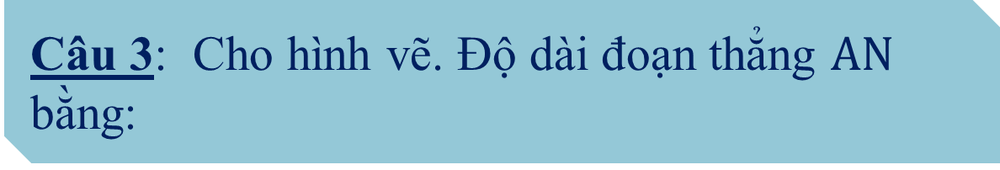 Câu 3: Cho hình vẽ. Độ dài đoạn thẳng AN
bằng: